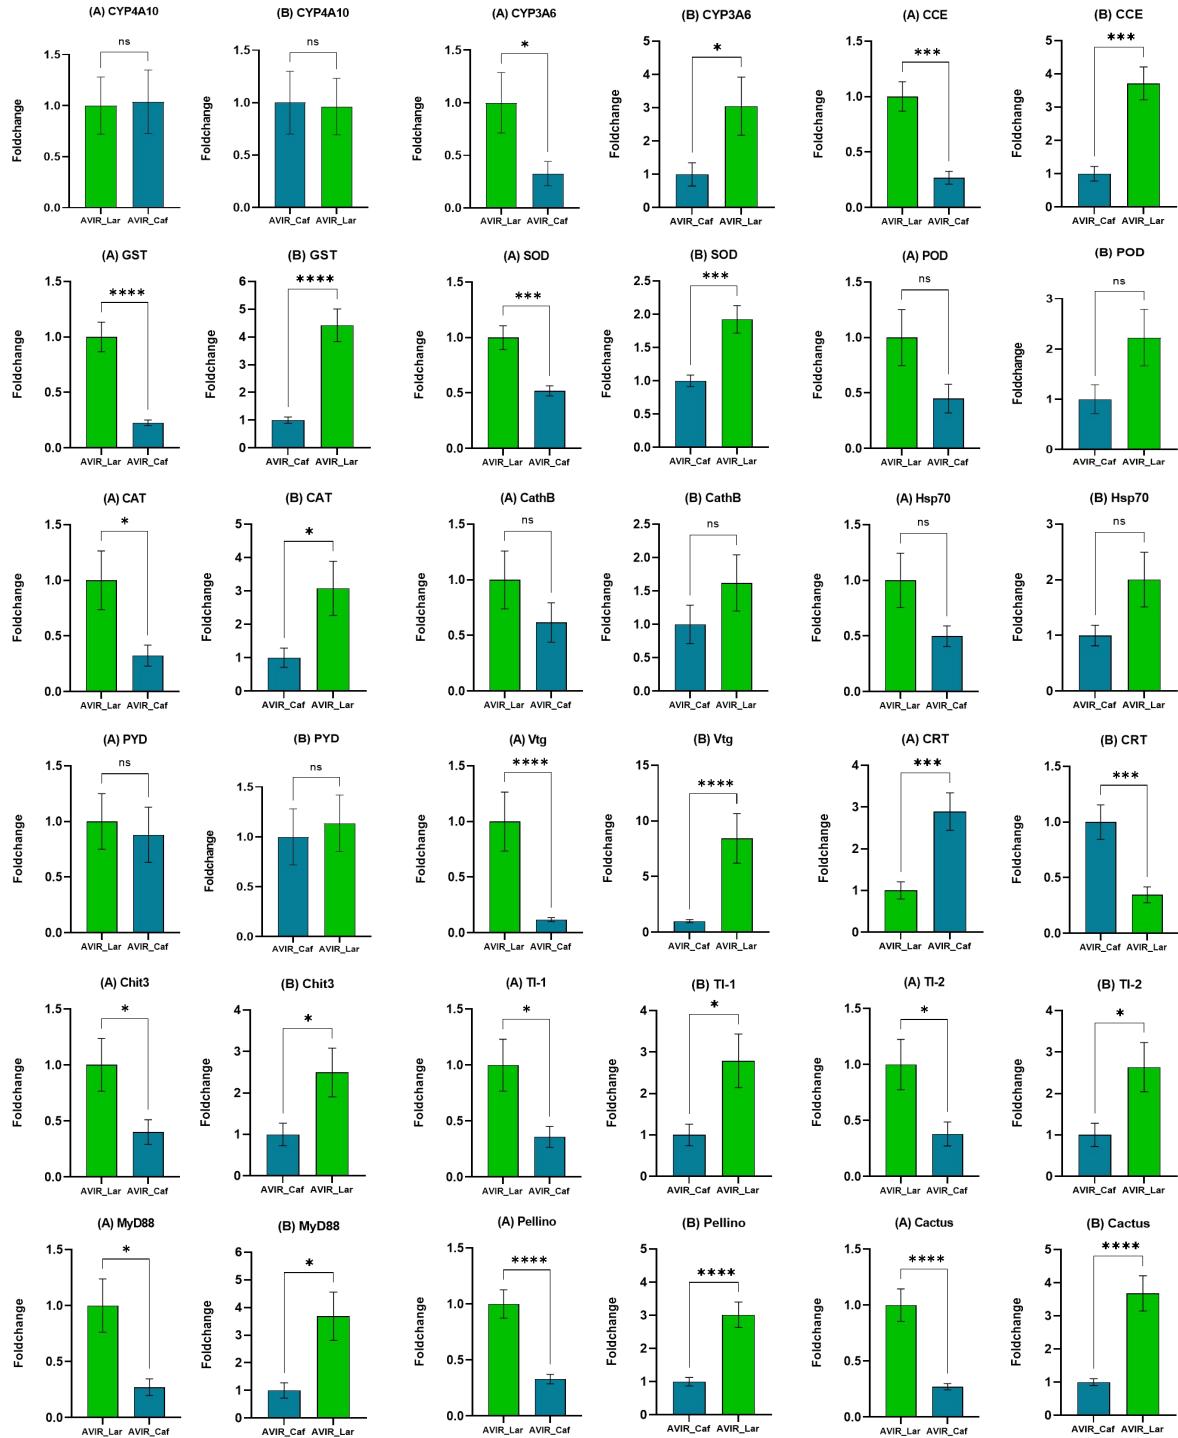 (A) CYP4A10
ns
Foldchange
1.5
1.0
0.5
0.0
AVIR_Lar AVIR_Caf
(B) CYP4A10
ns
Foldchange
1.5
1.0
0.5
0.0
AVIR_Caf AVIR_Lar
(A) CYP3A6
*
Foldchange
1.5
1.0
0.5
0.0
AVIR_Lar AVIR_Caf
(B) CYP3A6
*
Foldchange
5
4
3
2
1
0
AVIR_Caf AVIR_Lar
(A) CCE
***
Foldchange
1.5
1.0
0.5
0.0
AVIR_Lar AVIR_Caf
(B) CCE
***
Foldchange
5
4
3
2
1
0
AVIR_Caf AVIR_Lar
(A) GST
****
Foldchange
1.5
1.0
0.5
0.0
AVIR_Lar AVIR_Caf
(B) GST
****
Foldchange
6
5
4
3
2
1
0
AVIR_Caf AVIR_Lar
(A) SOD
***
Foldchange
1.5
1.0
0.5
0.0
AVIR_Lar AVIR_Caf
(B) SOD
***
Foldchange
2.5
2.0
1.5
1.0
0.5
0.0
AVIR_Caf AVIR_Lar
(A) POD
ns
Foldchange
1.5
1.0
0.5
0.0
AVIR_Lar AVIR_Caf
(B) POD
ns
Foldchange
3
2
1
0
AVIR_Caf AVIR_Lar
(A) CAT
*
Foldchange
1.5
1.0
0.5
0.0
AVIR_Lar AVIR_Caf
(B) CAT
*
Foldchange
5
4
3
2
1
0
AVIR_Caf AVIR_Lar
(A) CathB
ns
Foldchange
1.5
1.0
0.5
0.0
AVIR_Lar AVIR_Caf
(B) CathB
ns
Foldchange
2.5
2.0
1.5
1.0
0.5
0.0
AVIR_Caf AVIR_Lar
(A) Hsp70
ns
Foldchange
1.5
1.0
0.5
0.0
AVIR_Lar AVIR_Caf
(B) Hsp70
ns
Foldchange
3
2
1
0
AVIR_Caf AVIR_Lar
(A) PYD
ns
Foldchange
1.5
1.0
0.5
0.0
AVIR_Lar AVIR_Caf
(B) PYD
ns
Foldchange
1.5
1.0
0.5
0.0
AVIR_Caf AVIR_Lar
(A) Vtg
****
Foldchange
1.5
1.0
0.5
0.0
AVIR_Lar AVIR_Caf
(B) Vtg
****
Foldchange
15
10
5
0
AVIR_Caf AVIR_Lar
(A) CRT
***
Foldchange
4
3
2
1
0
AVIR_Lar AVIR_Caf
(B) CRT
***
Foldchange
1.5
1.0
0.5
0.0
AVIR_Caf AVIR_Lar
(A) Chit3
*
Foldchange
1.5
1.0
0.5
0.0
AVIR_Lar AVIR_Caf
(B) Chit3
*
Foldchange
4
3
2
1
0
AVIR_Caf AVIR_Lar
(A) TI-1
*
Foldchange
1.5
1.0
0.5
0.0
AVIR_Lar AVIR_Caf
(B) TI-1
*
Foldchange
4
3
2
1
0
AVIR_Caf AVIR_Lar
(A) TI-2
*
Foldchange
1.5
1.0
0.5
0.0
AVIR_Lar AVIR_Caf
(B) TI-2
*
Foldchange
4
3
2
1
0
AVIR_Caf AVIR_Lar
(A) MyD88
*
Foldchange
1.5
1.0
0.5
0.0
AVIR_Lar AVIR_Caf
(B) MyD88
*
Foldchange
6
5
4
3
2
1
0
AVIR_Caf AVIR_Lar
(A) Pellino
****
Foldchange
1.5
1.0
0.5
0.0
AVIR_Lar AVIR_Caf
(B) Pellino
****
Foldchange
5
4
3
2
1
0
AVIR_Caf AVIR_Lar
(A) Cactus
****
Foldchange
1.5
1.0
0.5
0.0
AVIR_Lar AVIR_Caf
(B) Cactus
****
Foldchange
5
4
3
2
1
0
AVIR_Caf AVIR_Lar